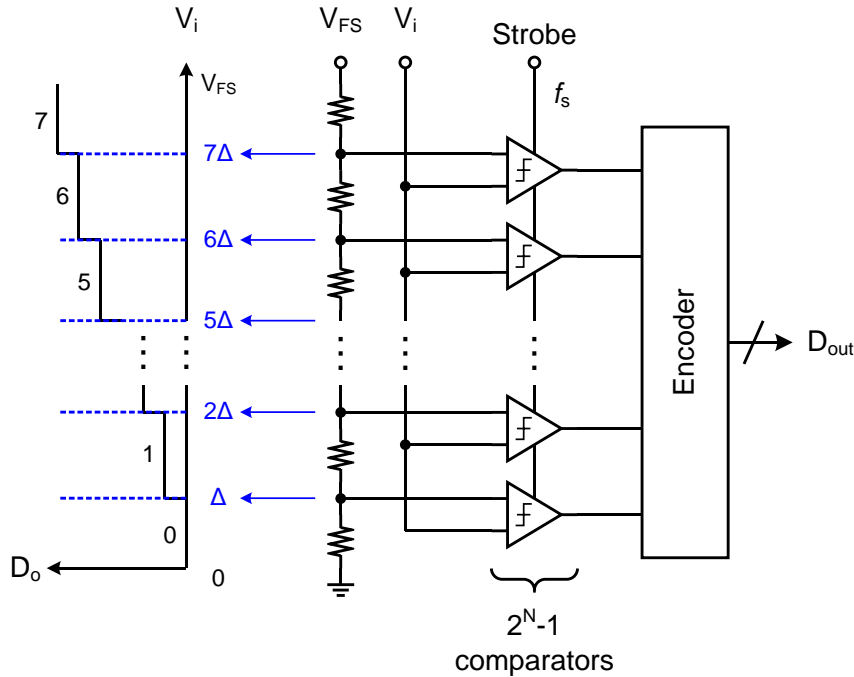 Vi
VFS
Vi
Strobe
VFS
fs
7
7Δ
6
6Δ
5
5Δ
Encoder
Dout
2Δ
1
Δ
0
Do
0
2N-1
comparators